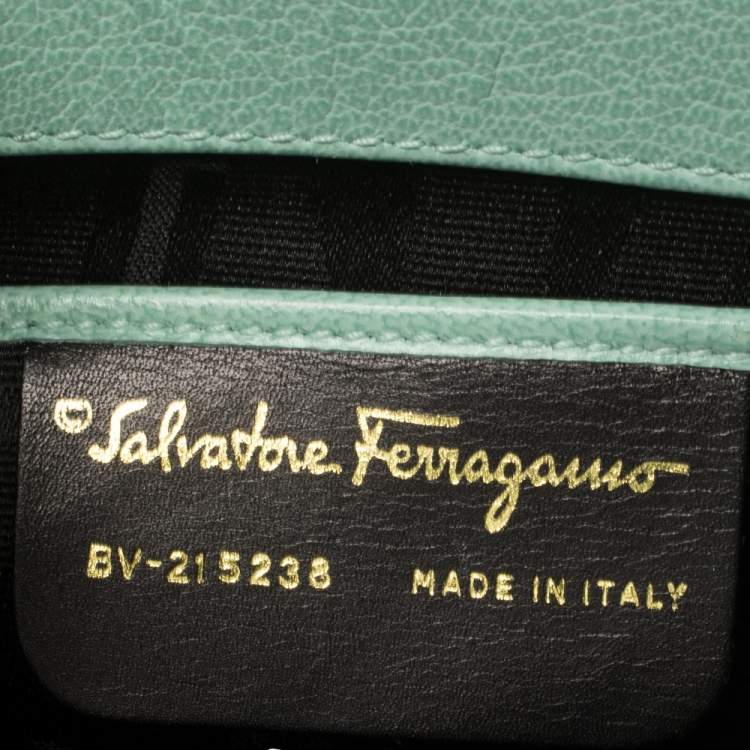 Salvatore Ferragamo
BV-215238 MADE IN ITALY